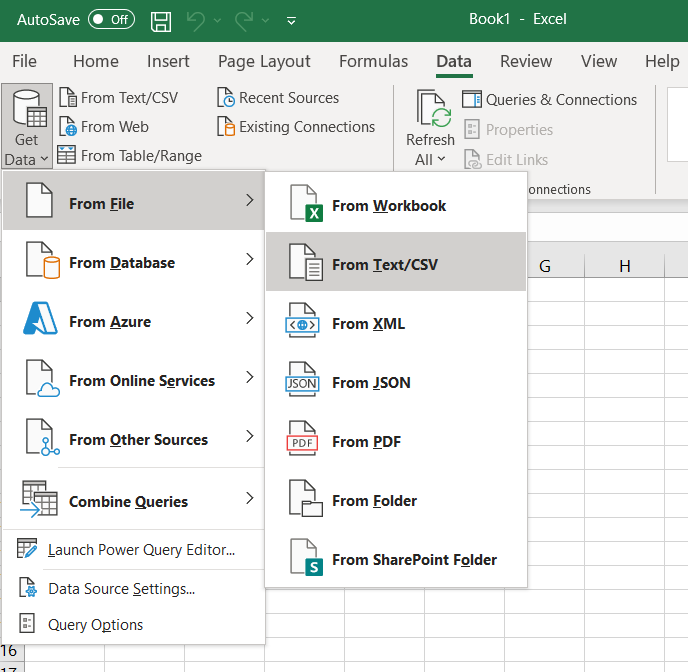 AutoSave Off Book1 - Excel
File Home Insert Page Layout Formulas Data Review View Help
Get
Data
From Text/CSV
From Web
From Table/Range
Recent Sources
Existing Connections
Refresh
All
Queries & Connections
Properties
Edit Links
onnections
From File
From Database
From Azure
From Online Services
From Other Sources
Combine Queries
Launch Power Query Editor...
Data Source Settings...
Query Options
X From Workbook
From Text/CSV
From XML
JSON From JSON
PDF From PDF
From Folder
S From SharePoint Folder
G H
16
17